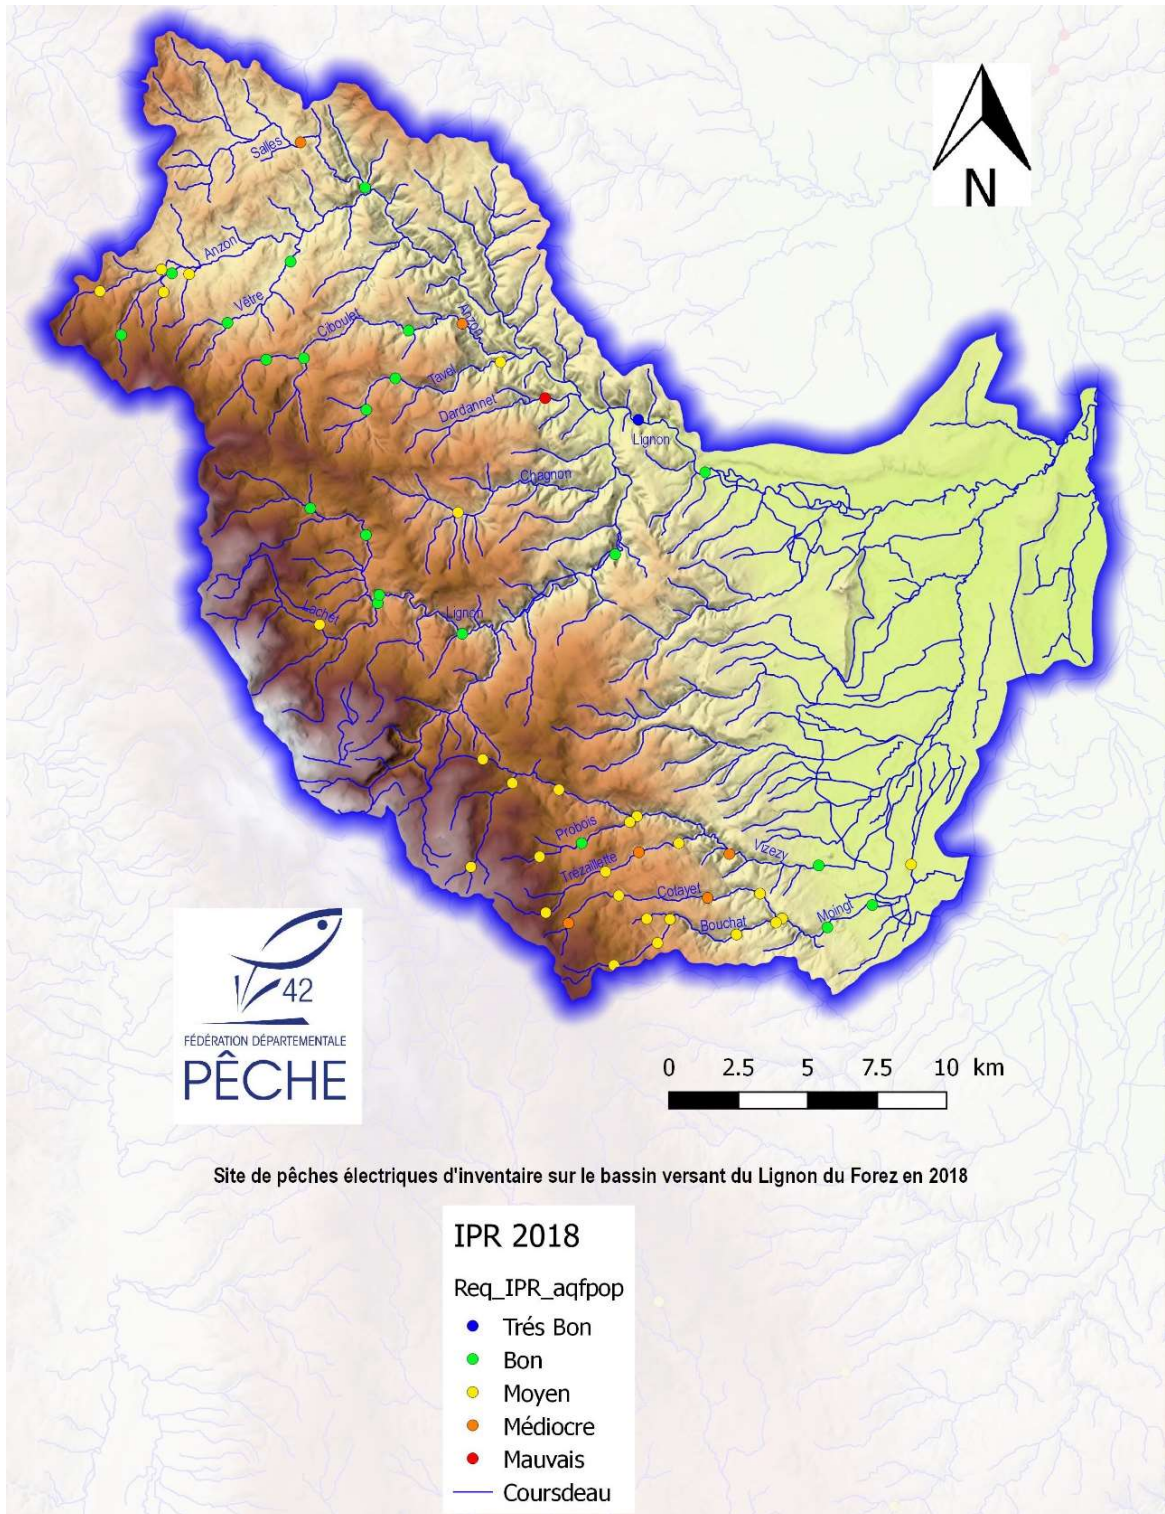 Salles
N
Anzon
Vêtre
Ciboulet
Anzon
Tavel
Dardannet
Lignon
Chagnon
Lachet
Lignon
Probois
Vizezy
Trézaillette
Cotayet
Bouchat
Moingt
42
FÉDÉRATION DÉPARTEMENTALE
PÊCHE
0 2.5 5 7.5 10 km
Site de pêches électriques d'inventaire sur le bassin versant du Lignon du Forez en 2018
IPR 2018
Req_IPR_aqfpop
Trés Bon
Bon
Moyen
Médiocre
Mauvais
Coursdeau